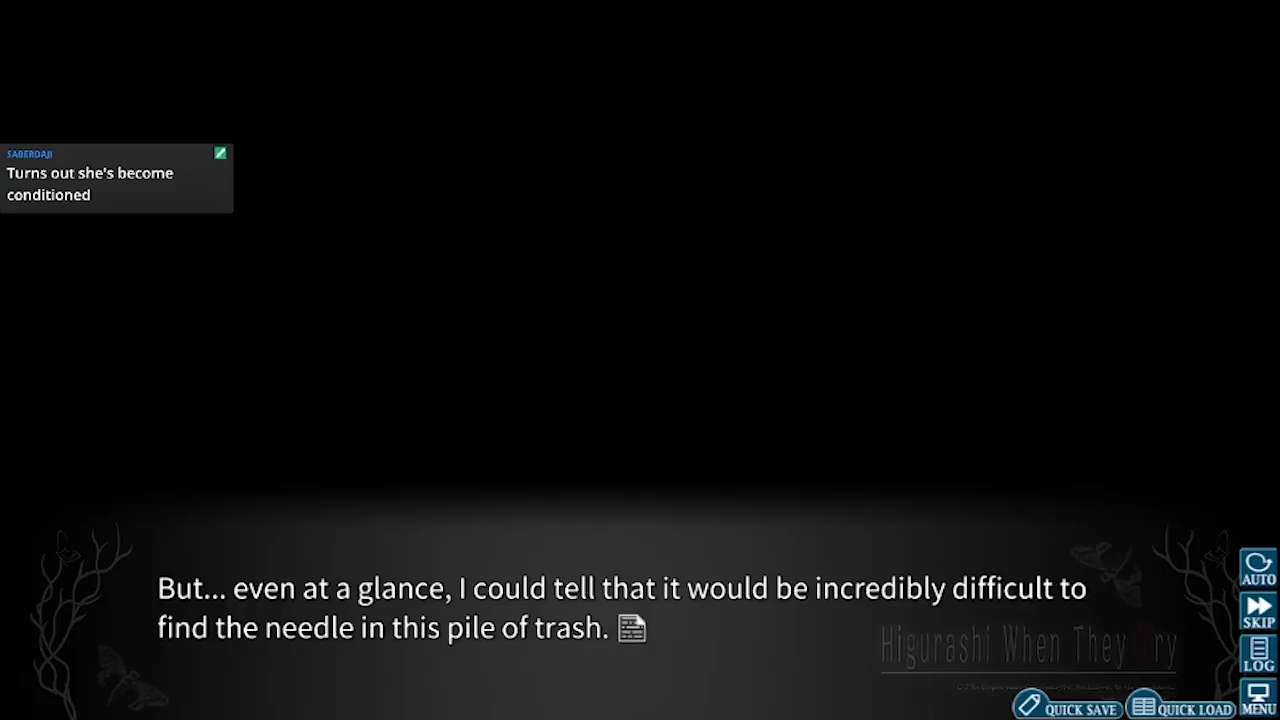 SABERDAJI
Turns out she's become
conditioned
But... even at a glance, I could tell that it would be incredibly difficult to
find the needle in this pile of trash.
Higurashi When They Cry
AUTO
SKIP
LOG
MENU
QUICK SAVE
QUICK LOAD